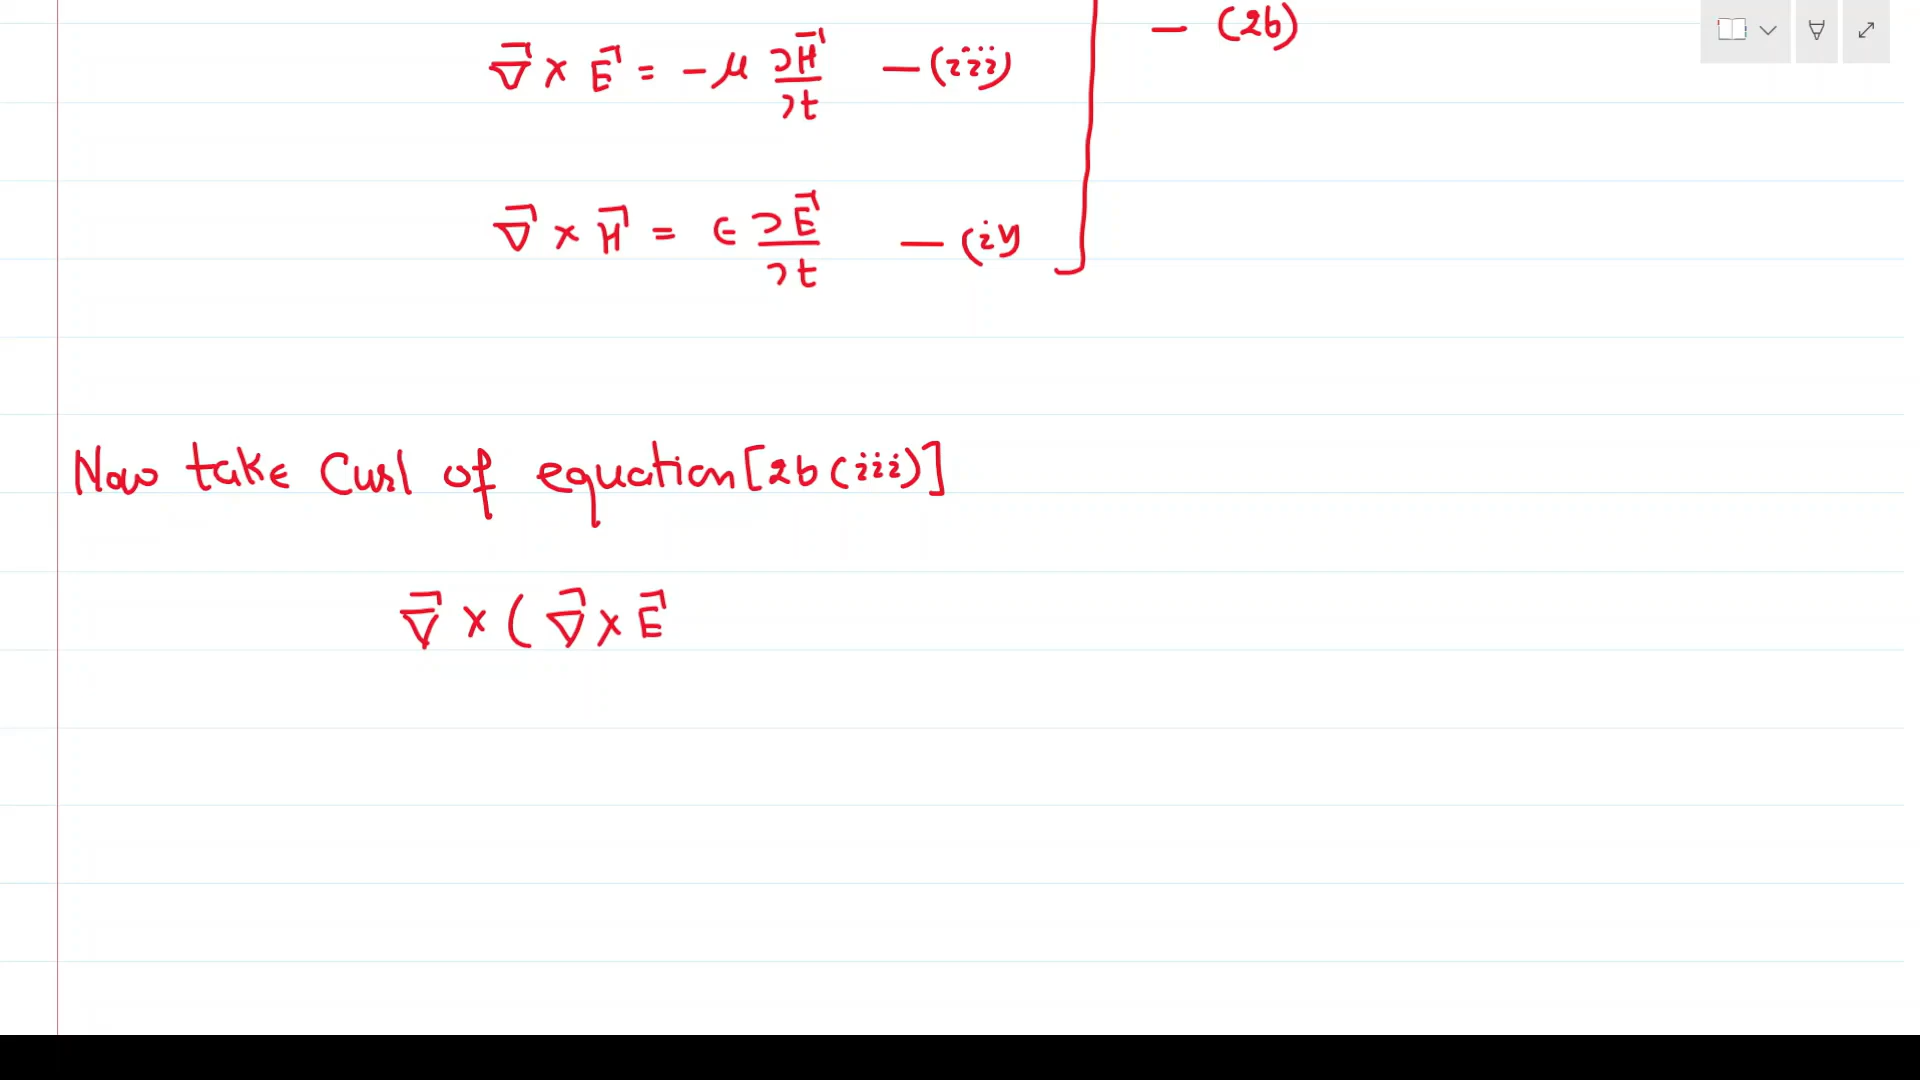 — (2b)
∇⃗ × E⃗ = -μ ∂H⃗/∂t — (iii)
∇⃗ × H⃗ = ∈ ∂E⃗/∂t — (iv)
Now take Curl of equation [2b (iii)]
∇⃗ × ( ∇⃗ × E⃗